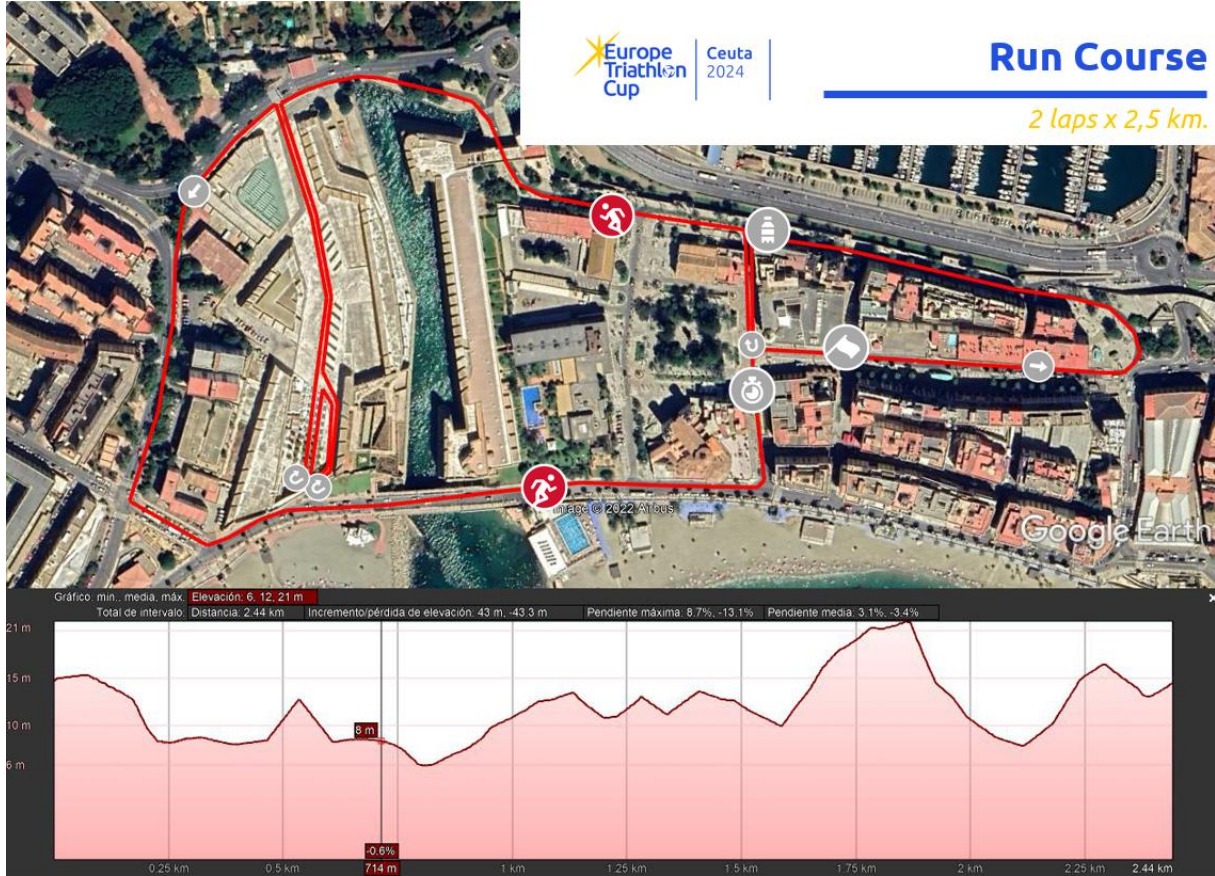 Europe
Triathlon
Cup
Ceuta
2024
Run Course
2 laps x 2,5 km.
Image © 2022 Airbus
Google Earth
Gráfico: mín., media, máx. Elevación: 6, 12, 21 m
Total de intervalo: Distancia: 2.44 km Incremento/pérdida de elevación: 43 m, -43.3 m Pendiente máxima: 8.7%, -13.1% Pendiente media: 3.1%, -3.4%
21 m
15 m
10 m
8 m
6 m
-0.6%
0.25 km 0.5 km 714 m 1 km 1.25 km 1.5 km 1.75 km 2 km 2.25 km 2.44 km